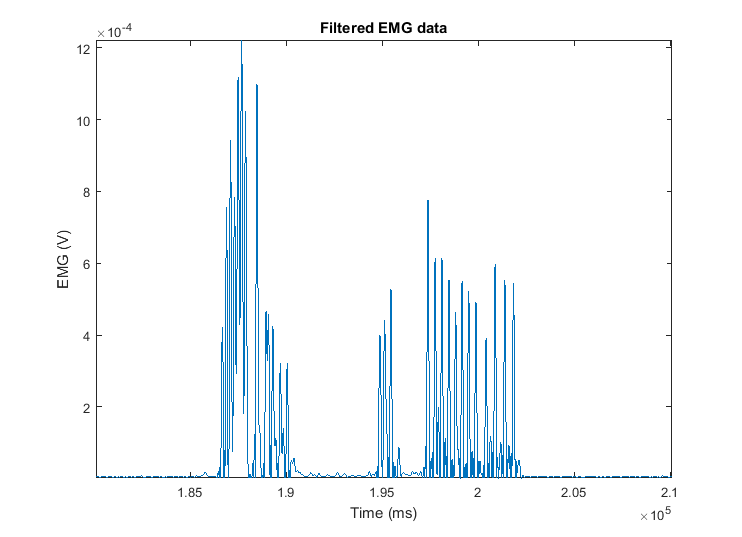 Filtered EMG data
×10⁻⁴
12
10
8
6
4
2
EMG (V)
1.85 1.9 1.95 2 2.05 2.1
Time (ms)
×10⁵